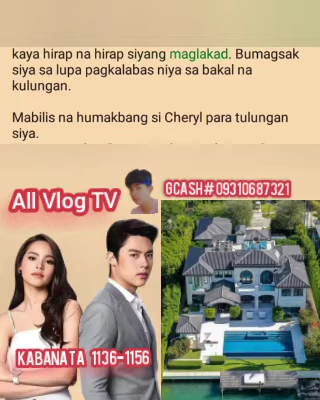 kaya hirap na hirap siyang maglakad. Bumagsak
siya sa lupa pagkalabas niya sa bakal na
kulungan.
Mabilis na humakbang si Cheryl para tulungan
siya.
All Vlog TV
GCASH#09310687321
KABANATA 1136-1156